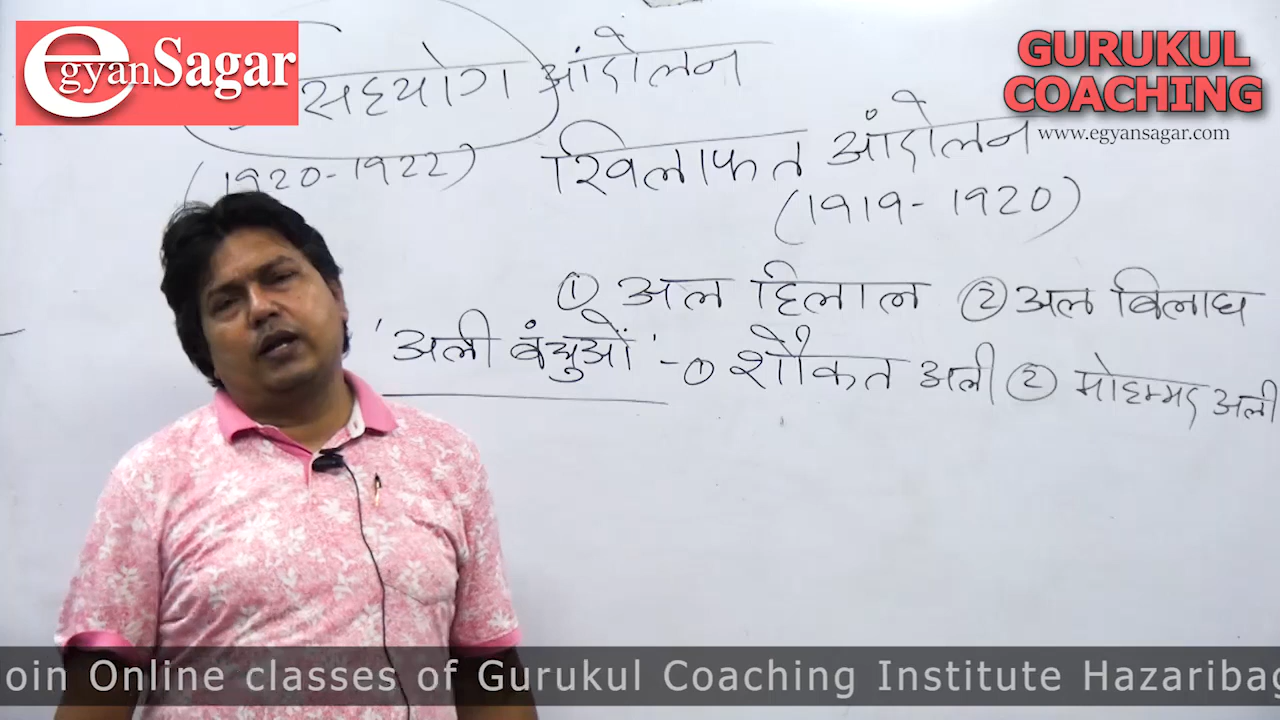 egyanSagar
GURUKUL
COACHING
www.egyansagar.com
सहयोग आंदोलन
(1920-1922)
खिलाफत आंदोलन
(1919-1920)
① अल हिलाल ② अल बिलाघ
'अली बंधुओं' - ① शौकत अली ② मोहम्मद अली
oin Online classes of Gurukul Coaching Institute Hazaribag